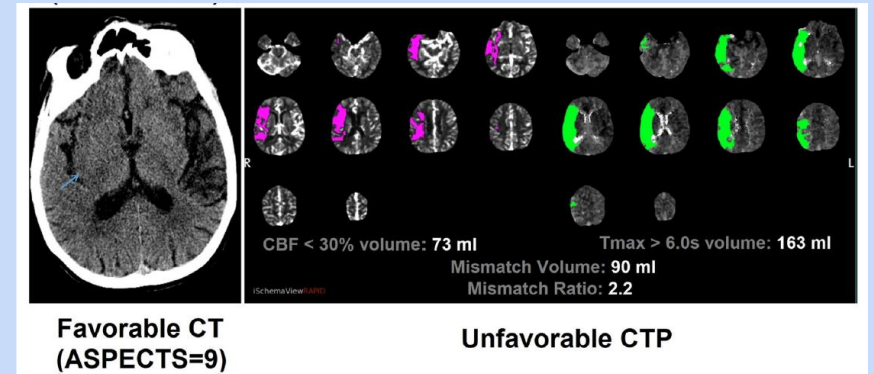 R
L
CBF < 30% volume: 73 ml
Tmax > 6.0s volume: 163 ml
Mismatch Volume: 90 ml
Mismatch Ratio: 2.2
iSchemaViewRAPID
Favorable CT
(ASPECTS=9)
Unfavorable CTP